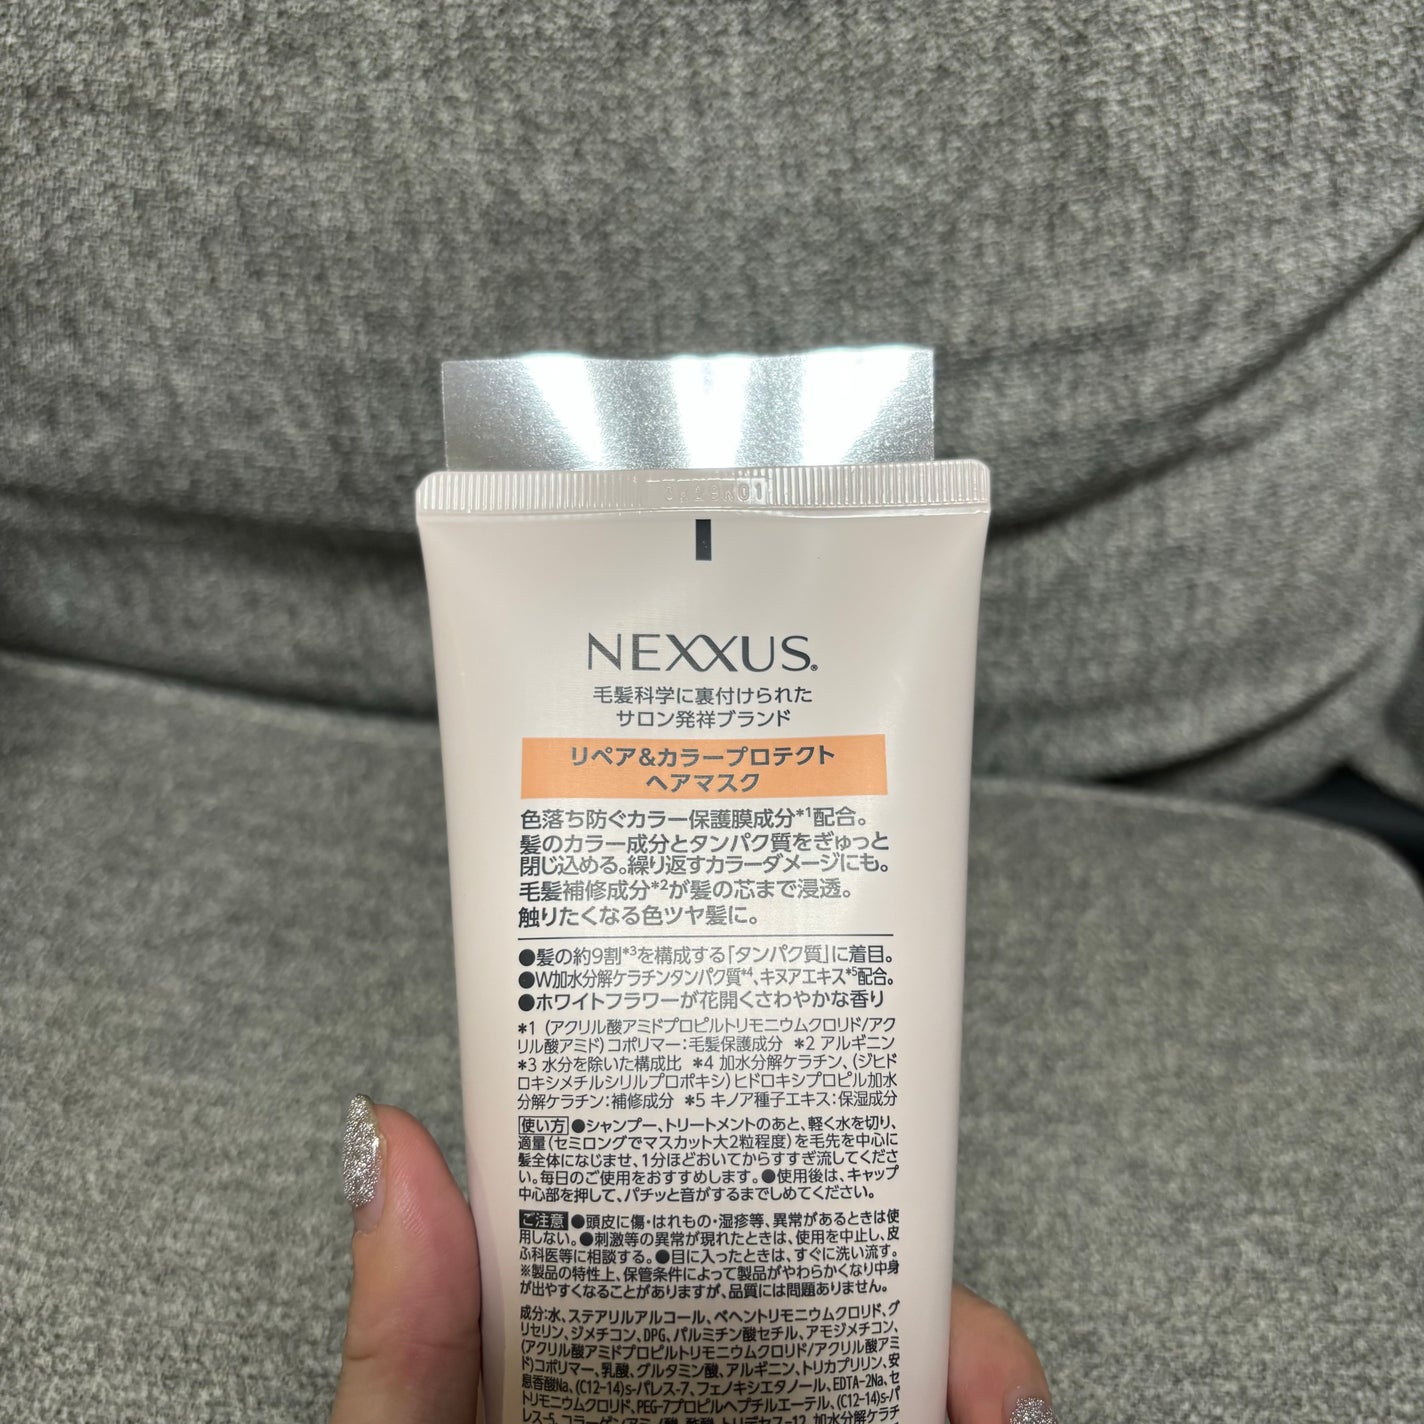 NEXXUS®
毛髪科学に裏付けられた
サロン発祥ブランド
リペア&カラープロテクト
ヘアマスク
色落ち防ぐカラー保護膜成分*1配合。
髪のカラー成分とタンパク質をぎゅっと
閉じ込める。繰り返すカラーダメージにも。
毛髪補修成分*2が髪の芯まで浸透。
触りたくなる色ツヤ髪に。
●髪の約9割*3を構成する「タンパク質」に着目。
●W加水分解ケラチンタンパク質*4、キヌアエキス*5配合。
●ホワイトフラワーが花開くさわやかな香り
*1 (アクリル酸アミドプロピルトリモニウムクロリド/アク
リル酸アミド)コポリマー:毛髪保護成分 *2 アルギニン
*3 水分を除いた構成比 *4 加水分解ケラチン、(ジヒド
ロキシメチルシリルプロポキシ)ヒドロキシプロピル加水
分解ケラチン:補修成分 *5 キノア種子エキス:保湿成分
使い方 ●シャンプー、トリートメントのあと、軽く水を切り、
適量(セミロングでマスカット大2粒程度)を毛先を中心に
髪全体になじませ、1分ほどおいてからすすぎ流してくださ
い。毎日のご使用をおすすめします。●使用後は、キャップ
中心部を押して、パチッと音がするまでしめてください。
ご注意 ●頭皮に傷・はれもの・湿疹等、異常があるときは使
用しない。●刺激等の異常が現れたときは、使用を中止し、皮
ふ科医等に相談する。●目に入ったときは、すぐに洗い流す。
※製品の特性上、保管条件によって製品がやわらかくなり中身
が出やすくなることがありますが、品質には問題ありません。
成分:水、ステアリルアルコール、ベヘントリモニウムクロリド、グ
リセリン、ジメチコン、DPG、パルミチン酸セチル、アモジメチコン、
(アクリル酸アミドプロピルトリモニウムクロリド/アクリル酸アミ
ド)コポリマー、乳酸、グルタミン酸、アルギニン、トリカプリリン、安
息香酸Na、(C12-14)s-パレス-7、フェノキシエタノール、EDTA-2Na、セ
トリモニウムクロリド、PEG-7プロピルヘプチルエーテル、(C12-14)s-パ
レス-5、コラーゲンアミノ酸、酢酸、トリデセス-12、加水分解ケラチ